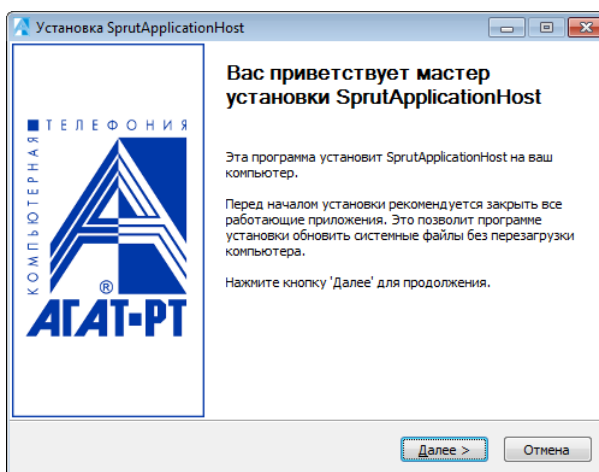 Установка SprutApplicationHost
Вас приветствует мастер
установки SprutApplicationHost
ТЕЛЕФОНИЯ
КОМПЬЮТЕРНАЯ
®
АГАТ-РТ
Эта программа установит SprutApplicationHost на ваш
компьютер.
Перед началом установки рекомендуется закрыть все
работающие приложения. Это позволит программе
установки обновить системные файлы без перезагрузки
компьютера.
Нажмите кнопку 'Далее' для продолжения.
Далее >
Отмена